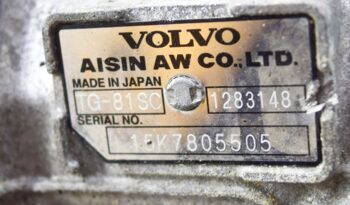 VOLVO
AISIN AW CO., LTD.
MADE IN JAPAN
TG-81SC 1283148
SERIAL NO.
15K7805505